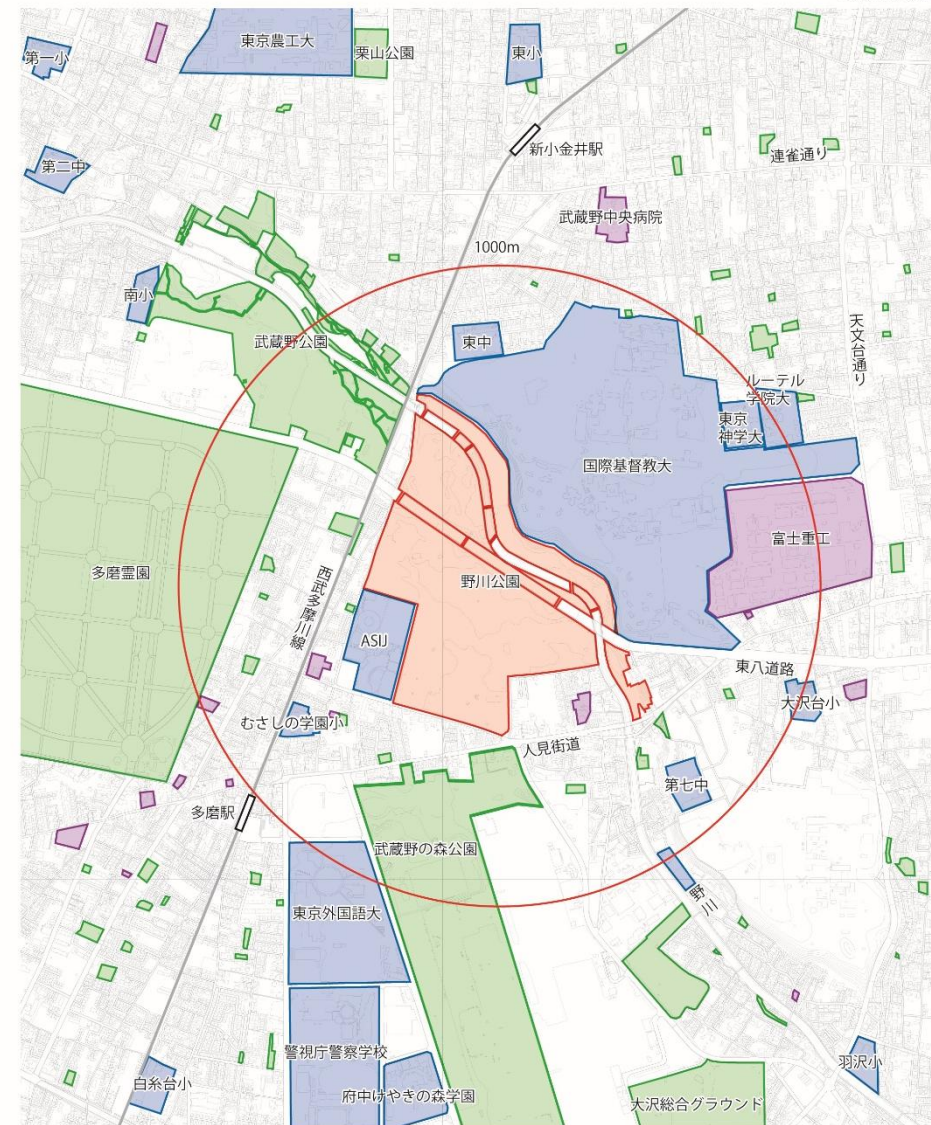 東京農工大
栗山公園
東小
第一小
新小金井駅
連雀通り
第二中
武蔵野中央病院
1000m
南小
武蔵野公園
東中
天文台通り
ルーテル
学院大
東京
神学大
国際基督教大
富士重工
多磨霊園
野川公園
西武多摩川線
ASIJ
東八道路
大沢台小
むさしの学園小
人見街道
第七中
多磨駅
武蔵野の森公園
野川
東京外国語大
警視庁警察学校
府中けやきの森学園
羽沢小
白糸台小
大沢総合グラウンド